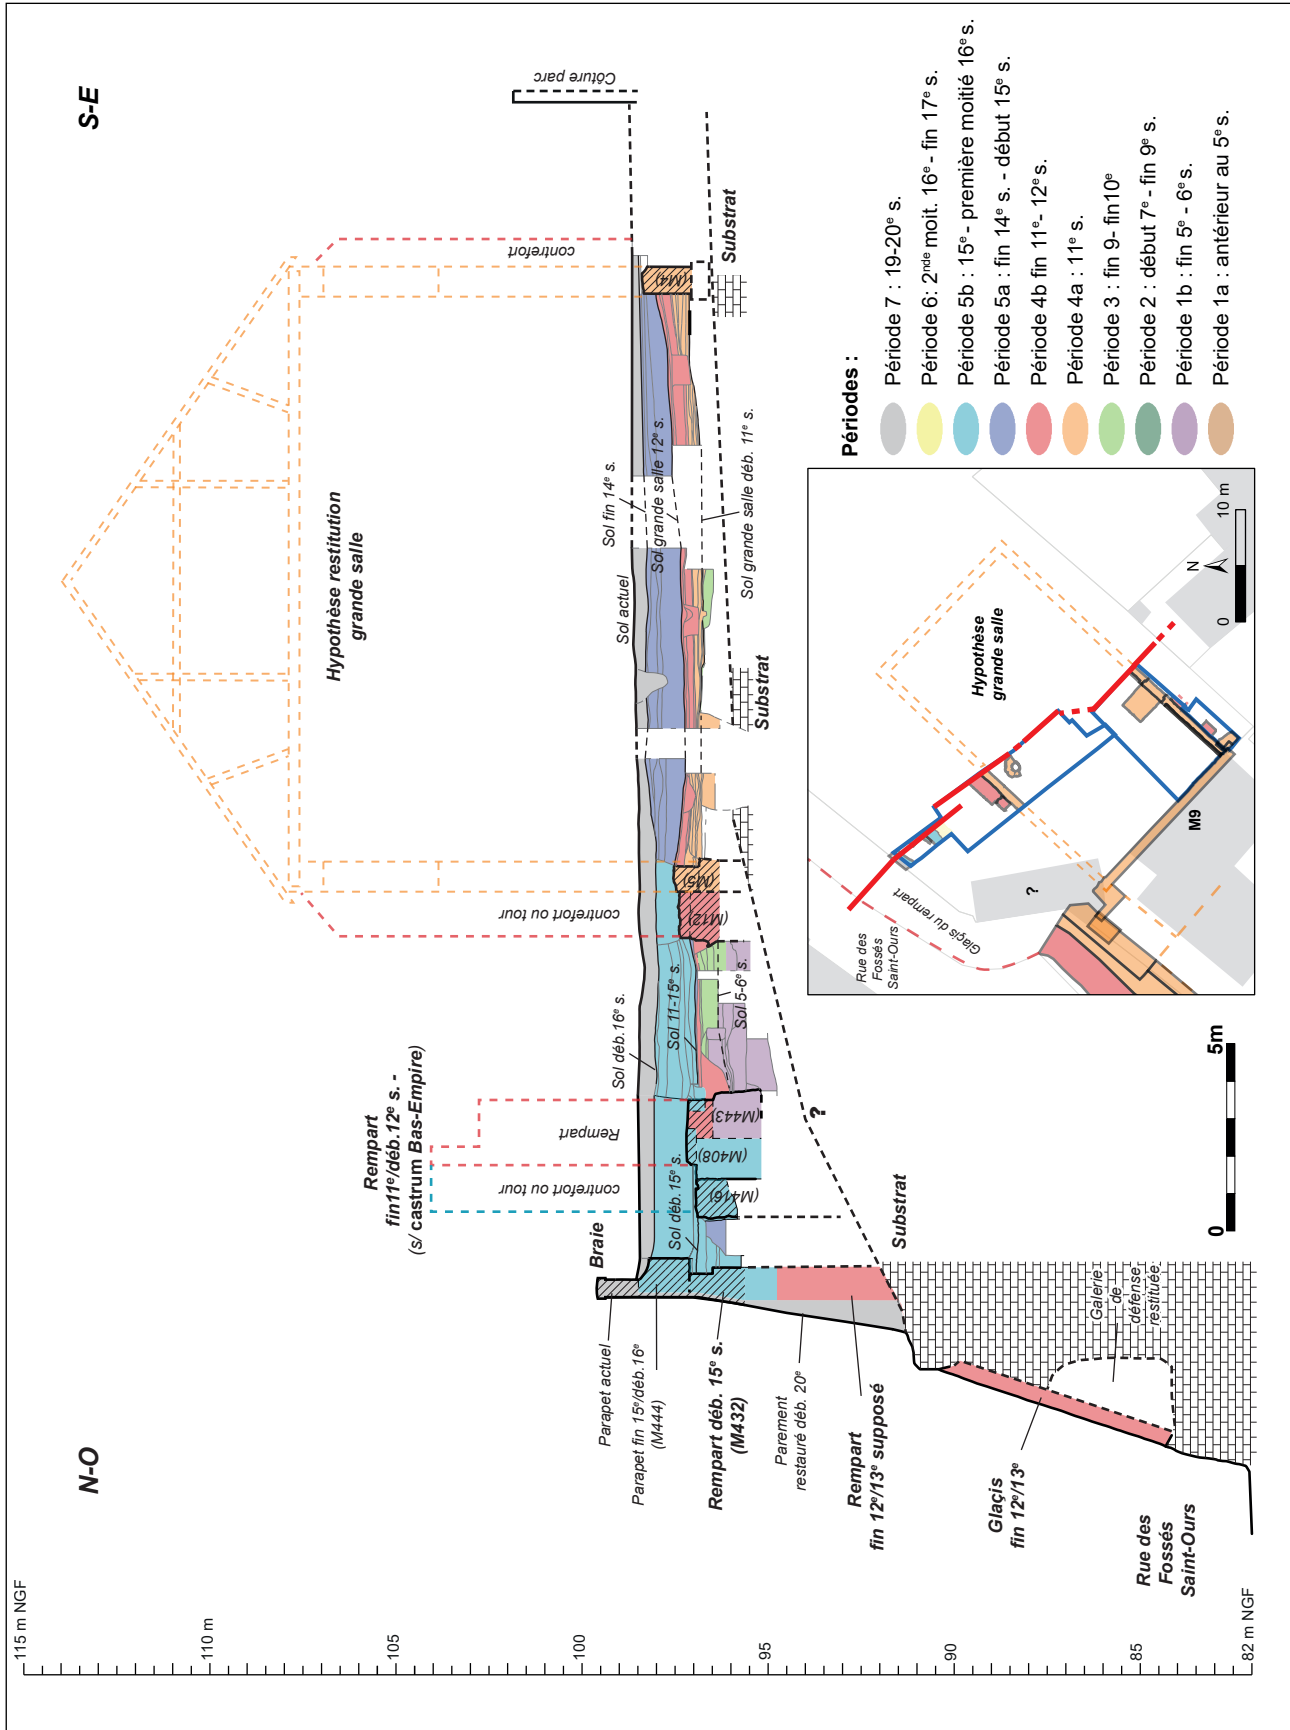 N-O
S-E
115 m NGF
110 m
105
100
95
90
85
82 m NGF
Rempart
fin11e/déb.12e s. -
(s/ castrum Bas-Empire)
Hypothèse restitution
grande salle
Côture parc
contrefort
contrefort ou tour
Rempart
contrefort ou tour
Braie
Parapet actuel
Parapet fin 15e/déb.16e
(M444)
Rempart déb. 15e s.
(M432)
Parement
restauré déb. 20e
Rempart
fin 12e/13e supposé
Glaçis
fin 12e/13e
Rue des
Fossés
Saint-Ours
Galerie
de
défense
restituée
Substrat
?
Sol déb. 15e s.
Sol déb.16e s.
Sol 11-15e s.
Sol 5-6e s.
(M416)
(M408)
(M443)
(M12)
(M5)
(M4)
Sol actuel
Sol fin 14e s.
Sol grande salle 12e s.
Sol grande salle déb. 11e s.
Substrat
Substrat
0
5m
Rue des
Fossés
Saint-Ours
Glaçis du rempart
?
M9
Hypothèse
grande salle
N
0
10 m
Périodes :
Période 7 : 19-20e s.
Période 6 : 2nde moit. 16e - fin 17e s.
Période 5b : 15e - première moitié 16e s.
Période 5a : fin 14e s. - début 15e s.
Période 4b fin 11e- 12e s.
Période 4a : 11e s.
Période 3 : fin 9- fin10e
Période 2 : début 7e - fin 9e s.
Période 1b : fin 5e - 6e s.
Période 1a : antérieur au 5e s.